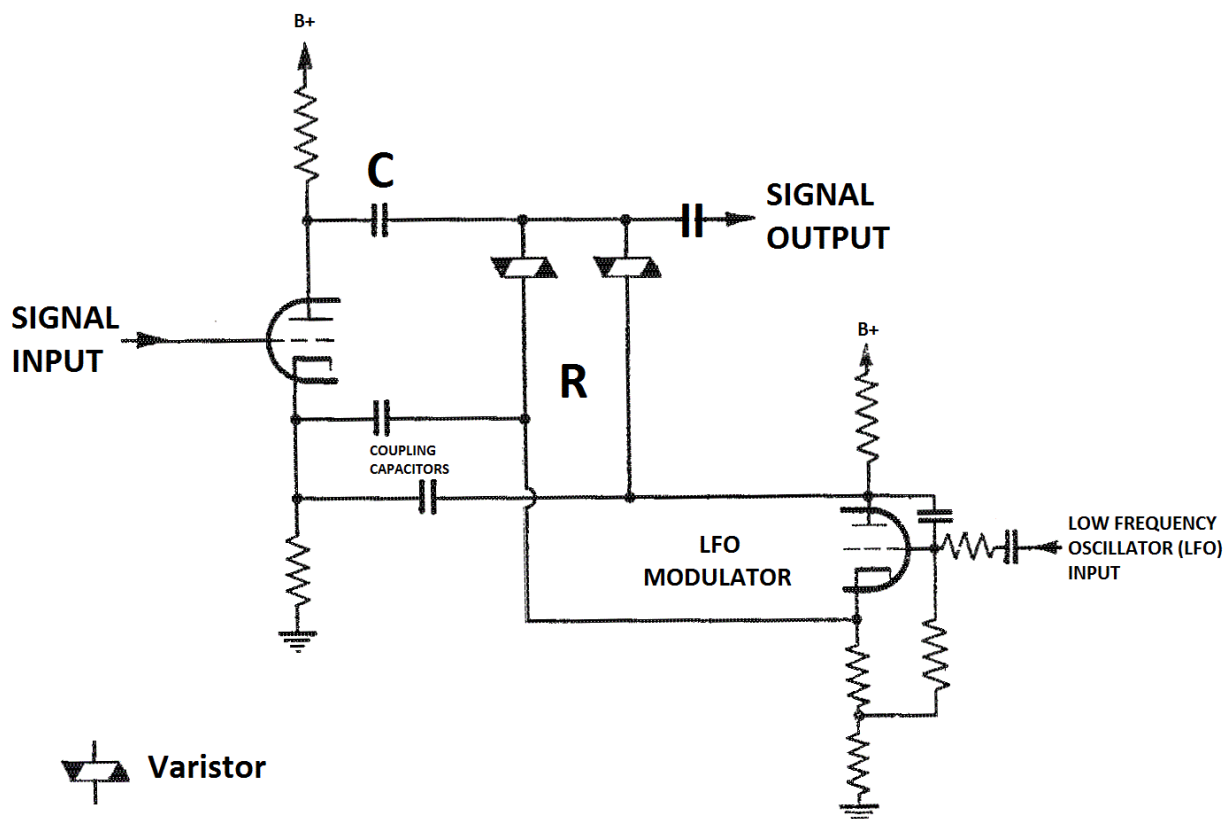 B+
C
SIGNAL
OUTPUT
SIGNAL
INPUT
R
B+
COUPLING
CAPACITORS
LFO
MODULATOR
LOW FREQUENCY
OSCILLATOR (LFO)
INPUT
Varistor